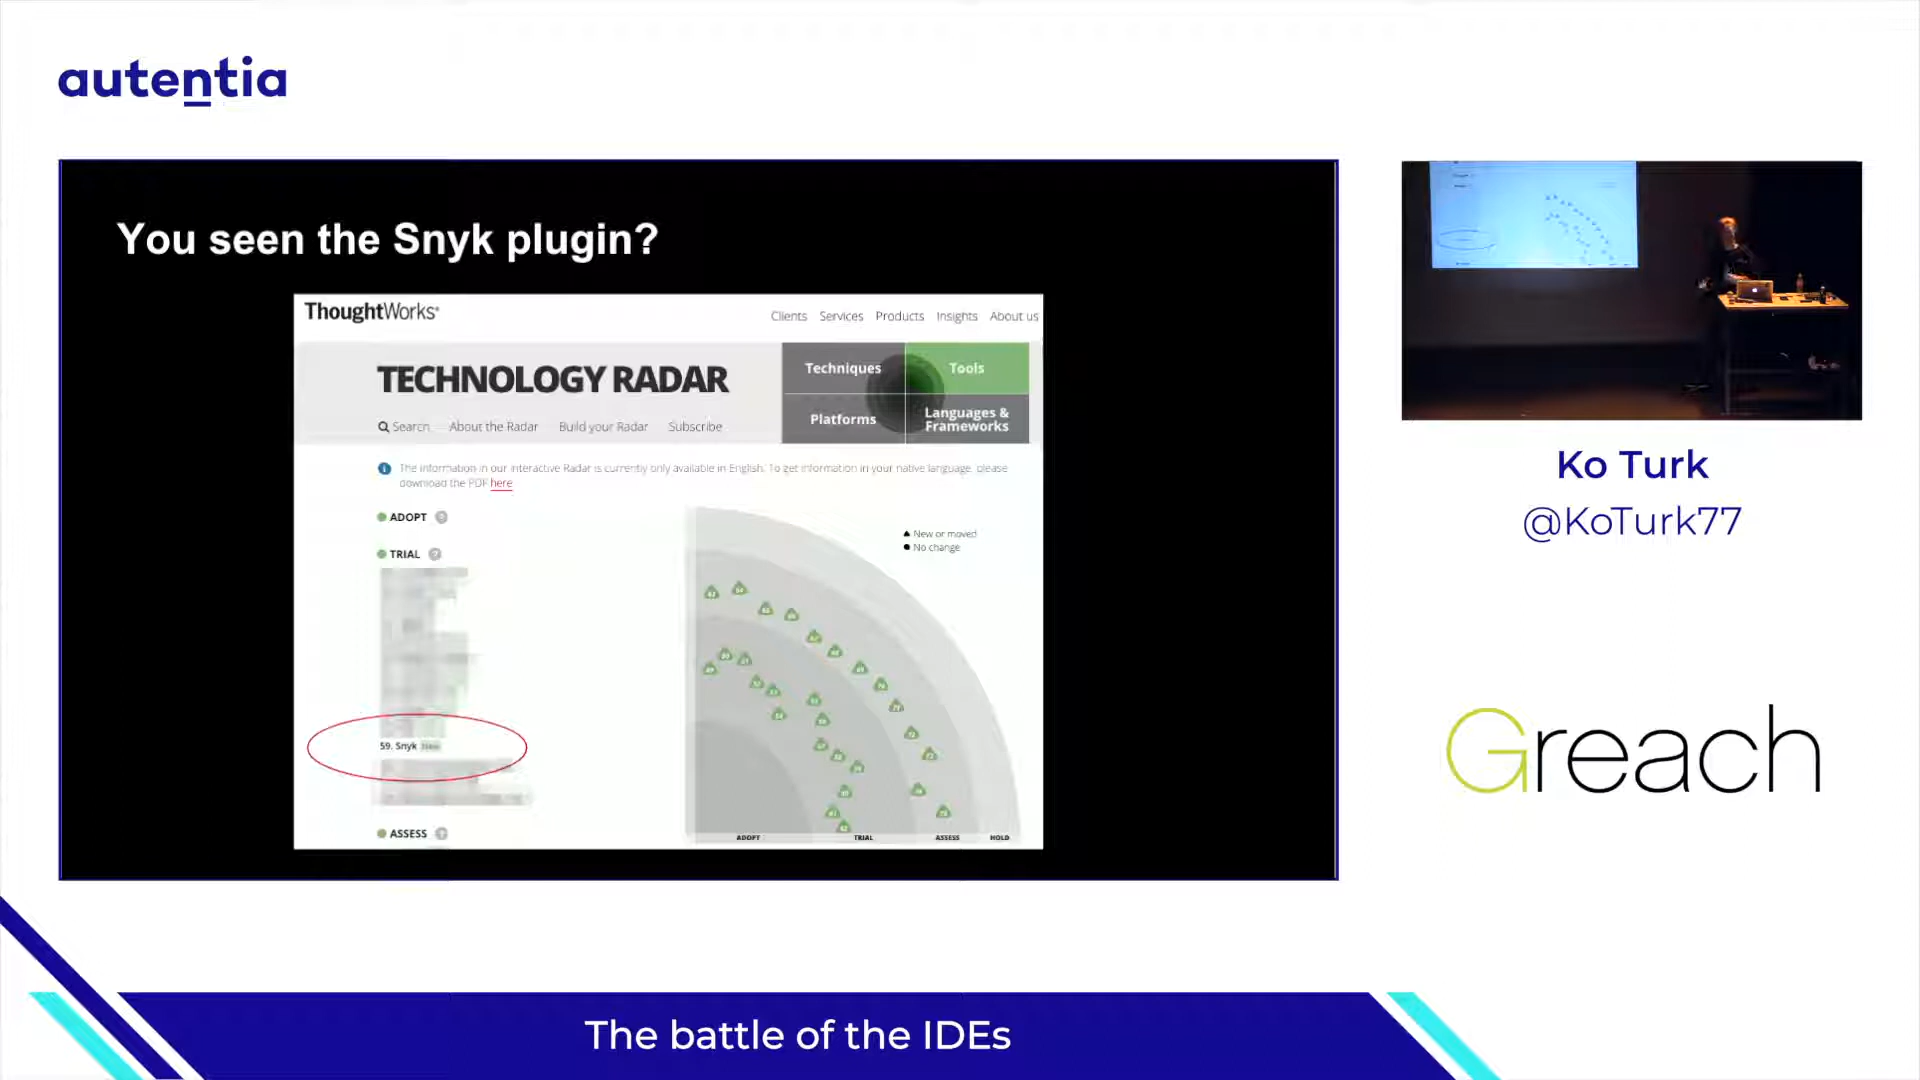 autentia
You seen the Snyk plugin?
ThoughtWorks®
Clients Services Products Insights About us
TECHNOLOGY RADAR
Search About the Radar Build your Radar Subscribe
Techniques Tools
Platforms Languages & Frameworks
The information in our interactive Radar is currently only available in English. To get information in your native language, please
download the PDF here
ADOPT ?
TRIAL ?
New or moved
No change
59. Snyk
ASSESS ?
ADOPT TRIAL ASSESS HOLD
Ko Turk
@KoTurk77
Greach
The battle of the IDEs